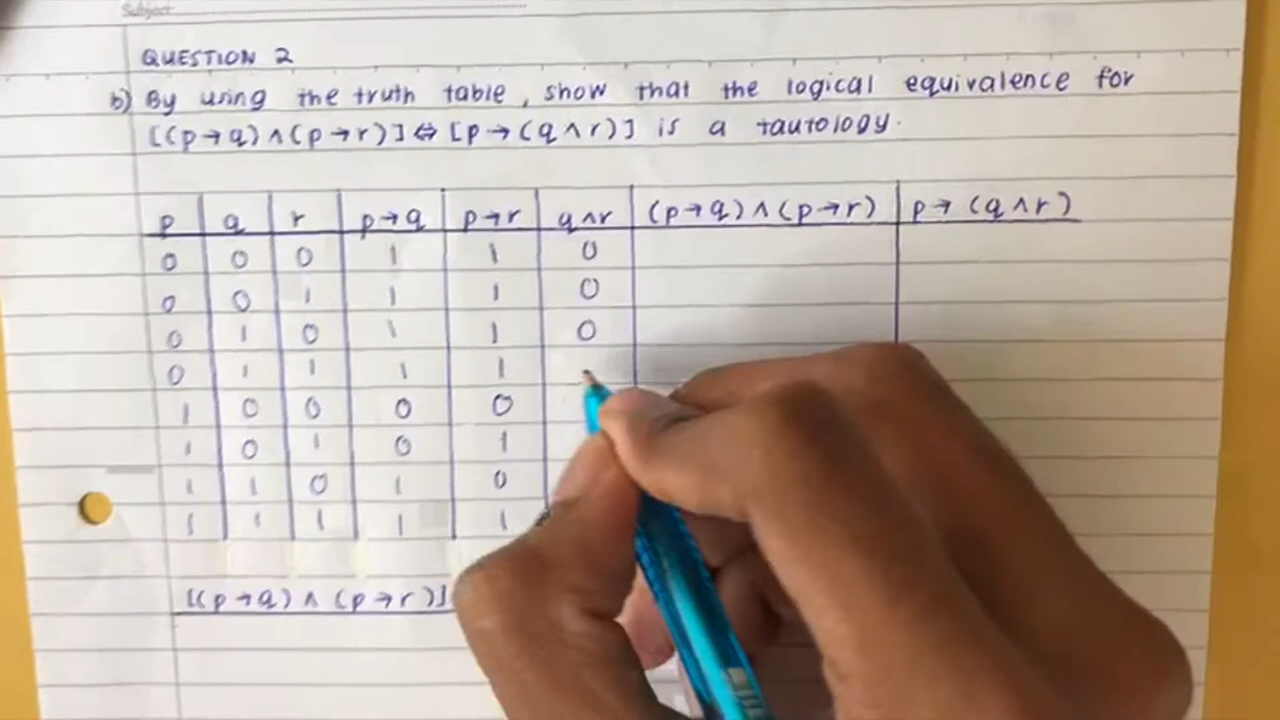 Subject
QUESTION 2
b) By using the truth table, show that the logical equivalence for
[(p→q)∧(p→r)]⇔[p→(q∧r)] is a tautology.
p q r p→q p→r q∧r (p→q)∧(p→r) p→(q∧r)
0 0 0 1 1 0
0 0 1 1 1 0
0 1 0 1 1 0
0 1 1 1 1
1 0 0 0 0
1 0 1 0 1
1 1 0 1 0
1 1 1 1 1
[(p→q)∧(p→r)]